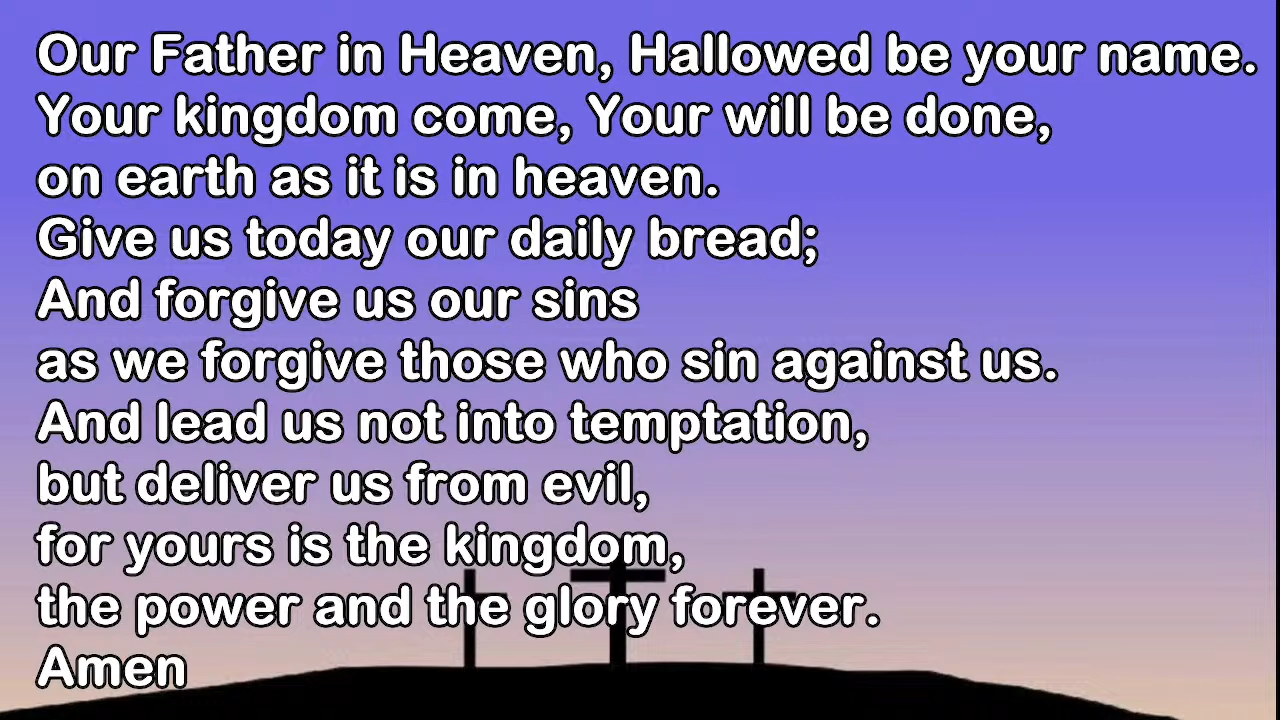 Our Father in Heaven, Hallowed be your name.
Your kingdom come, Your will be done,
on earth as it is in heaven.
Give us today our daily bread;
And forgive us our sins
as we forgive those who sin against us.
And lead us not into temptation,
but deliver us from evil,
for yours is the kingdom,
the power and the glory forever.
Amen